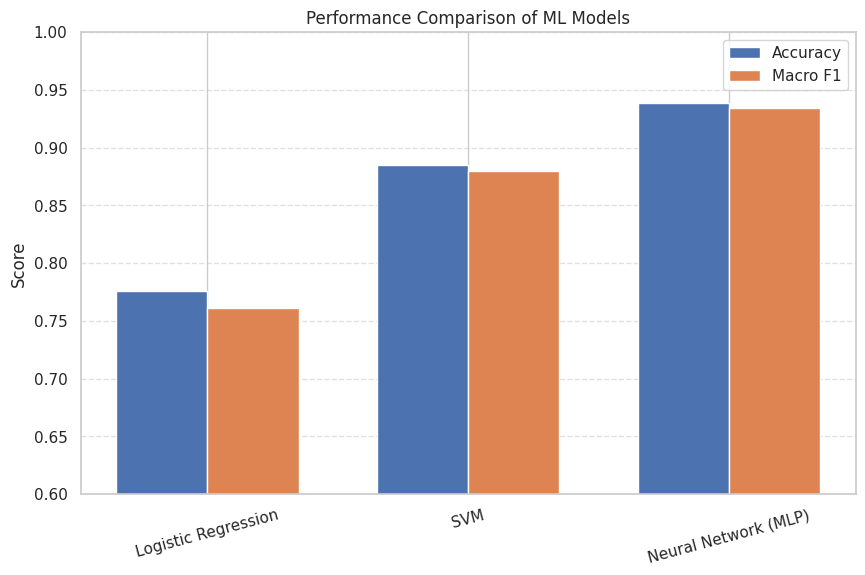 Performance Comparison of ML Models
Accuracy
Macro F1
Score
1.00
0.95
0.90
0.85
0.80
0.75
0.70
0.65
0.60
Logistic Regression
SVM
Neural Network (MLP)